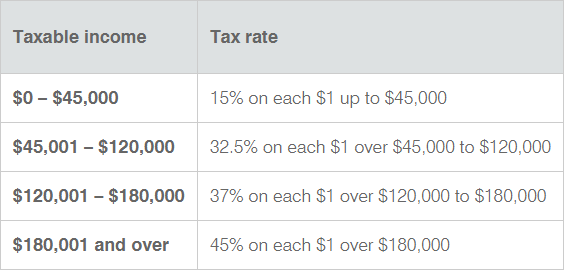 Taxable income Tax rate
$0 – $45,000 15% on each $1 up to $45,000
$45,001 – $120,000 32.5% on each $1 over $45,000 to $120,000
$120,001 – $180,000 37% on each $1 over $120,000 to $180,000
$180,001 and over 45% on each $1 over $180,000